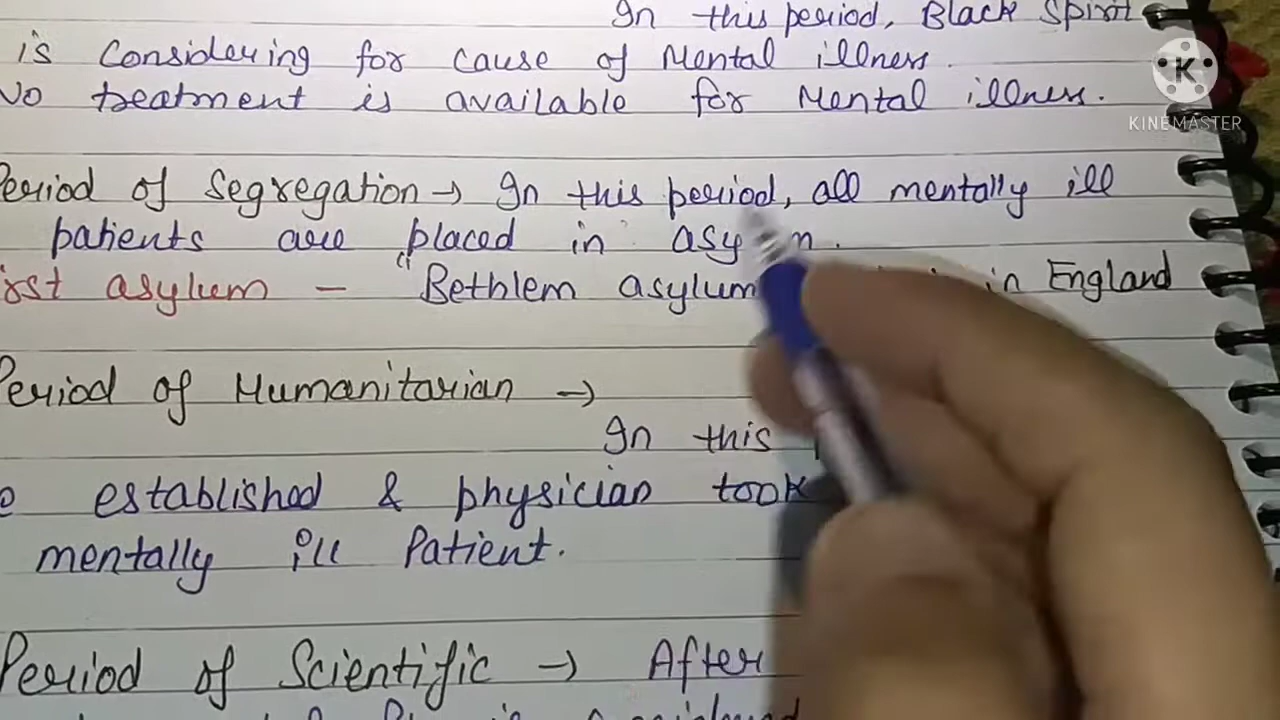 In this period, Black Spirit
is Considering for cause of Mental illness.
No treatment is available for Mental illness.
Period of Segregation → In this period, all mentally ill
patients are placed in
asylum - "Bethlem asylum in England
Period of Humanitarian →
In this
established & physician took
mentally ill Patient.
Period of Scientific → After
K
KINEMASTER